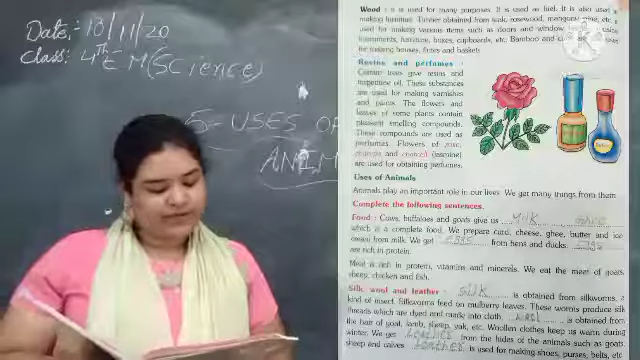 Date:- 10/11/20
Class:- 4th E M (Science)
5- USES OF
ANIM
Wood : It is used for many purposes. It is used as fuel. It is also used
making furniture. Timber obtained from teak, rosewood, mangoes, pine, etc.
used for making various items such as doors and windows
instruments, furniture, boxes, cupboards, etc. Bamboo and
for making houses, fences and baskets
Resins and perfumes :
Certain trees give resins and
turpentine oil. These substances
are used for making varnishes
and paints. The flowers and
leaves of some plants contain
pleasant smelling compounds.
These compounds are used as
perfumes. Flowers of rose,
champa and chameli (jasmine)
are used for obtaining perfumes.
Uses of Animals
Animals play an important role in our lives. We get many things from them.
Complete the following sentences.
Food : Cows, buffaloes and goats give us Milk
which is a complete food. We prepare curd, cheese, ghee, butter and ice
cream from milk. We get eggs from hens and ducks. Eggs
are rich in protein.
Meat is rich in protein, vitamins and minerals. We eat the meat of goats,
sheep, chicken and fish.
Silk, wool and leather : Silk is obtained from silkworms, a
kind of insect. Silkworms feed on mulberry leaves. These worms produce silk
threads which are dyed and made into cloth. Wool is obtained
from the hair of goat, lamb, sheep, yak, etc. Woollen clothes keep us warm during
winter. We get Leather from the hides of the animals such as goats,
sheep and calves. Leather is used for making shoes, purses, belts, etc.